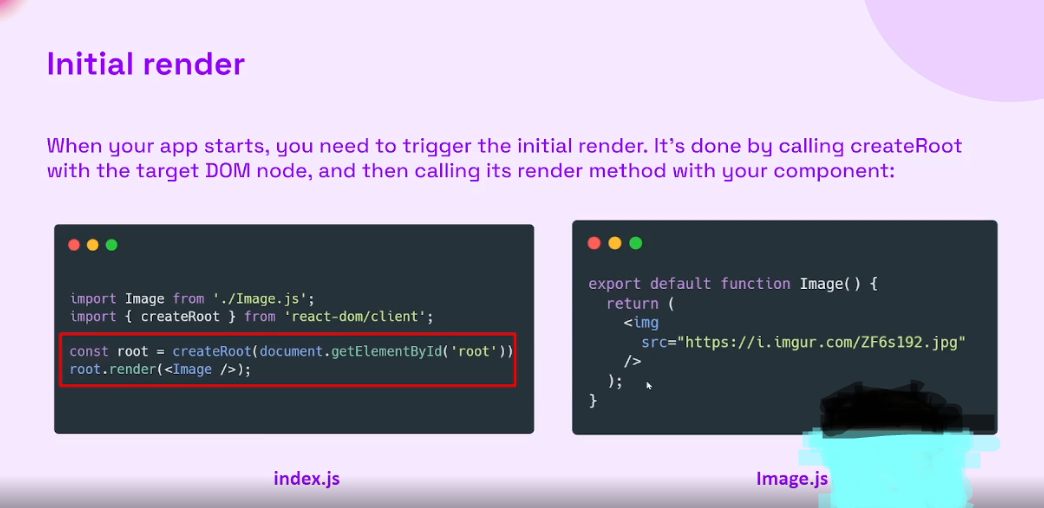 Initial render
When your app starts, you need to trigger the initial render. It's done by calling createRoot
with the target DOM node, and then calling its render method with your component:
import Image from './Image.js';
import { createRoot } from 'react-dom/client';
const root = createRoot(document.getElementById('root'))
root.render(<Image />);
index.js
export default function Image() {
return (
<img
src="https://i.imgur.com/ZF6s192.jpg"
/>
);
}
Image.js